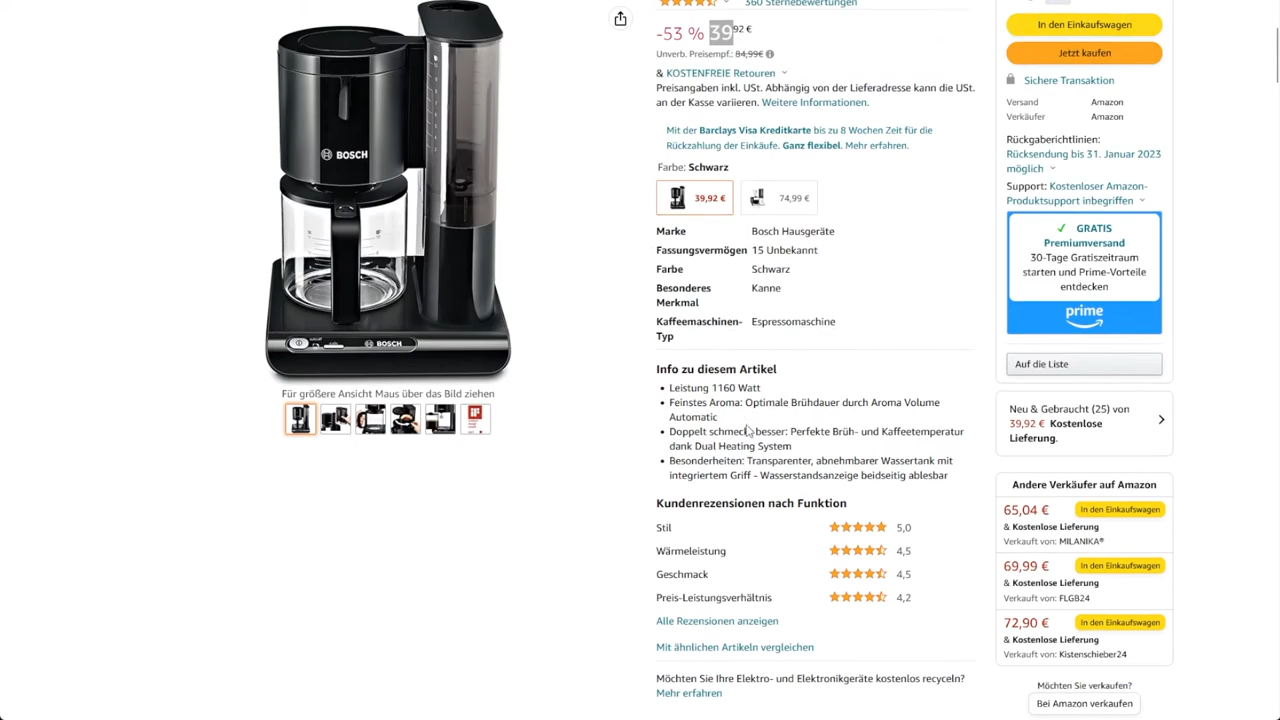 360 Sternebewertungen
-53 % 39,92 €
Unverb. Preisempf.: 84,99€
& KOSTENFREIE Retouren
Preisangaben inkl. USt. Abhängig von der Lieferadresse kann die USt.
an der Kasse variieren. Weitere Informationen.
Mit der Barclays Visa Kreditkarte bis zu 8 Wochen Zeit für die
Rückzahlung der Einkäufe. Ganz flexibel. Mehr erfahren.
Farbe: Schwarz
39,92 €
74,99 €
Marke Bosch Hausgeräte
Fassungsvermögen 15 Unbekannt
Farbe Schwarz
Besonderes Kanne
Merkmal
Kaffeemaschinen- Espressomaschine
Typ
Info zu diesem Artikel
Leistung 1160 Watt
Feinstes Aroma: Optimale Brühdauer durch Aroma Volume
Automatic
Doppelt schmeckt besser: Perfekte Brüh- und Kaffeetemperatur
dank Dual Heating System
Besonderheiten: Transparenter, abnehmbarer Wassertank mit
integriertem Griff - Wasserstandsanzeige beidseitig ablesbar
Kundenrezensionen nach Funktion
Stil 5,0
Wärmeleistung 4,5
Geschmack 4,5
Preis-Leistungsverhältnis 4,2
Alle Rezensionen anzeigen
Mit ähnlichen Artikeln vergleichen
Möchten Sie Ihre Elektro- und Elektronikgeräte kostenlos recyceln?
Mehr erfahren
BOSCH
BOSCH
Für größere Ansicht Maus über das Bild ziehen
In den Einkaufswagen
Jetzt kaufen
Sichere Transaktion
Versand Amazon
Verkäufer Amazon
Rückgaberichtlinien:
Rücksendung bis 31. Januar 2023
möglich
Support: Kostenloser Amazon-
Produktsupport inbegriffen
GRATIS
Premiumversand
30-Tage Gratiszeitraum
starten und Prime-Vorteile
entdecken
prime
Auf die Liste
Neu & Gebraucht (25) von
39,92 € Kostenlose
Lieferung.
Andere Verkäufer auf Amazon
65,04 € In den Einkaufswagen
& Kostenlose Lieferung
Verkauft von: MILANIKA®
69,99 € In den Einkaufswagen
& Kostenlose Lieferung
Verkauft von: FLGB24
72,90 € In den Einkaufswagen
& Kostenlose Lieferung
Verkauft von: Kistenschieber24
Möchten Sie verkaufen?
Bei Amazon verkaufen